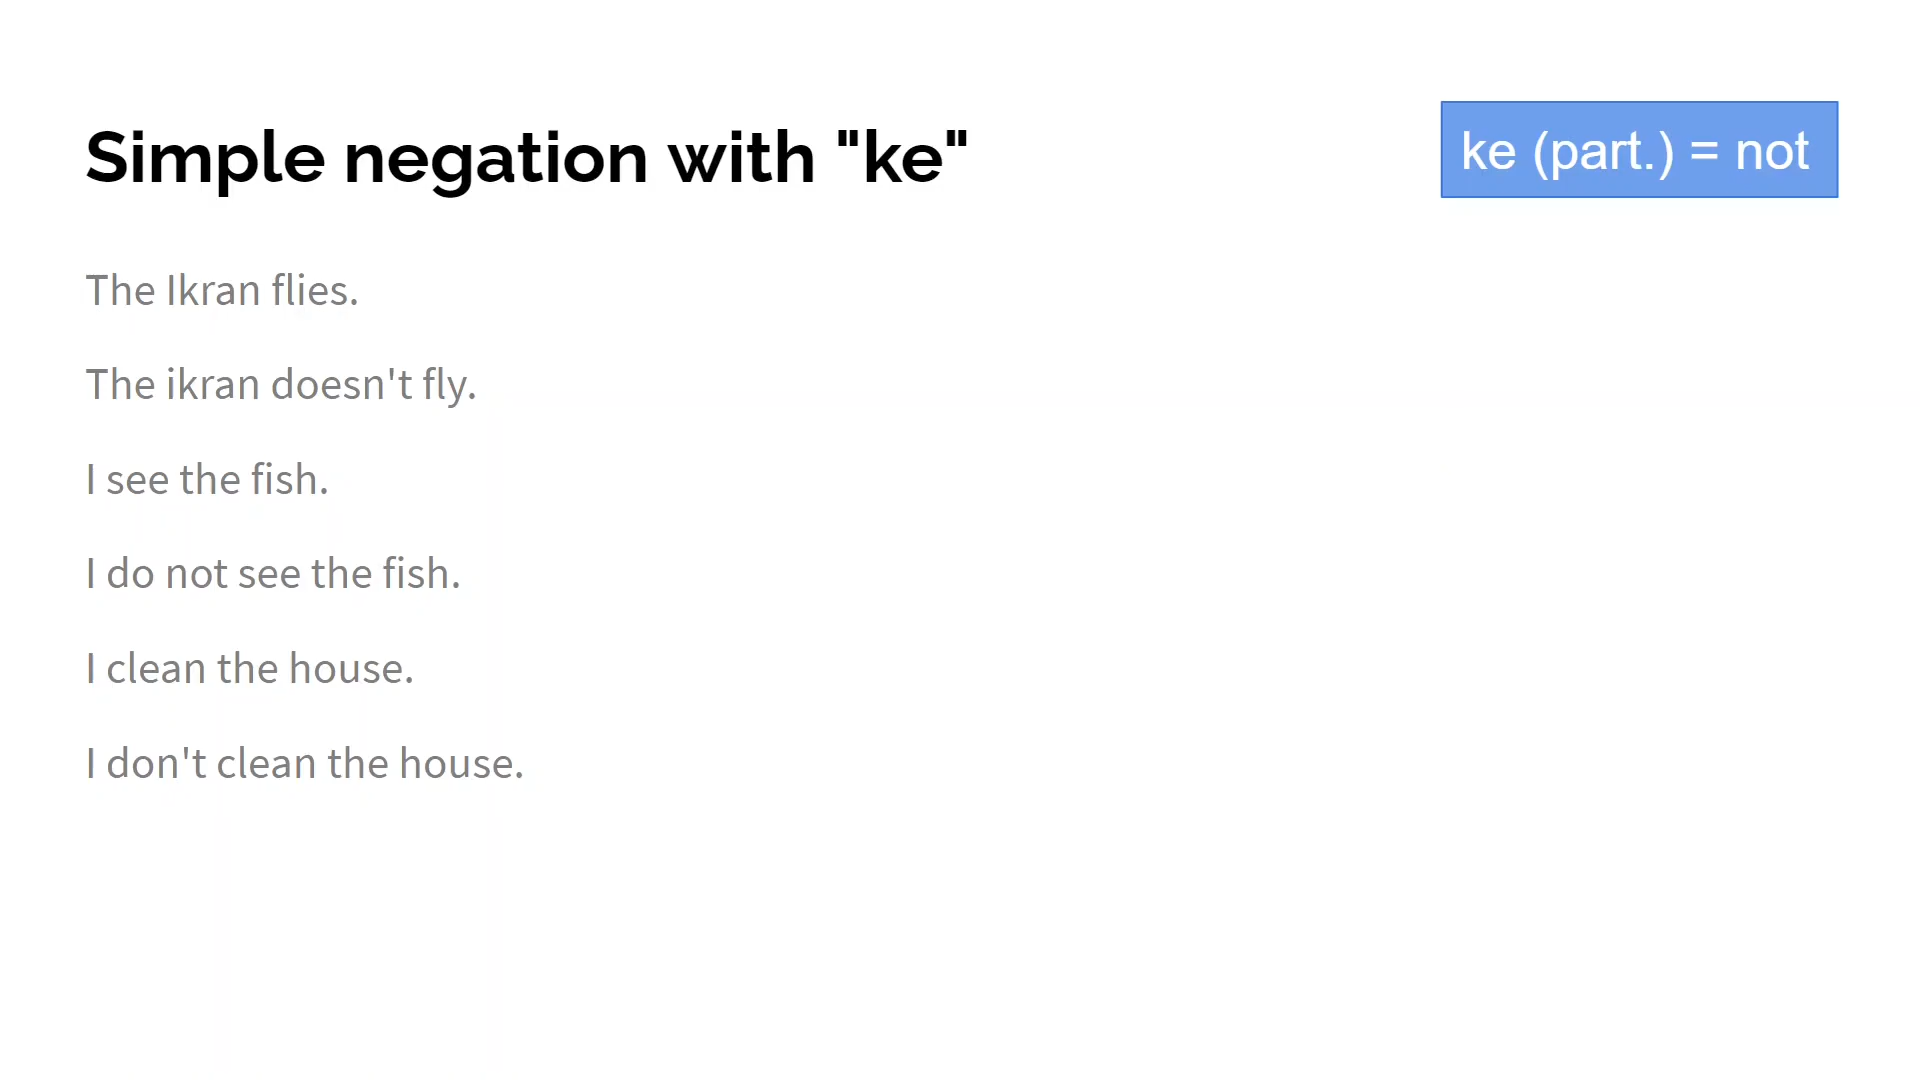 Simple negation with "ke"
ke (part.) = not
The Ikran flies.
The ikran doesn't fly.
I see the fish.
I do not see the fish.
I clean the house.
I don't clean the house.